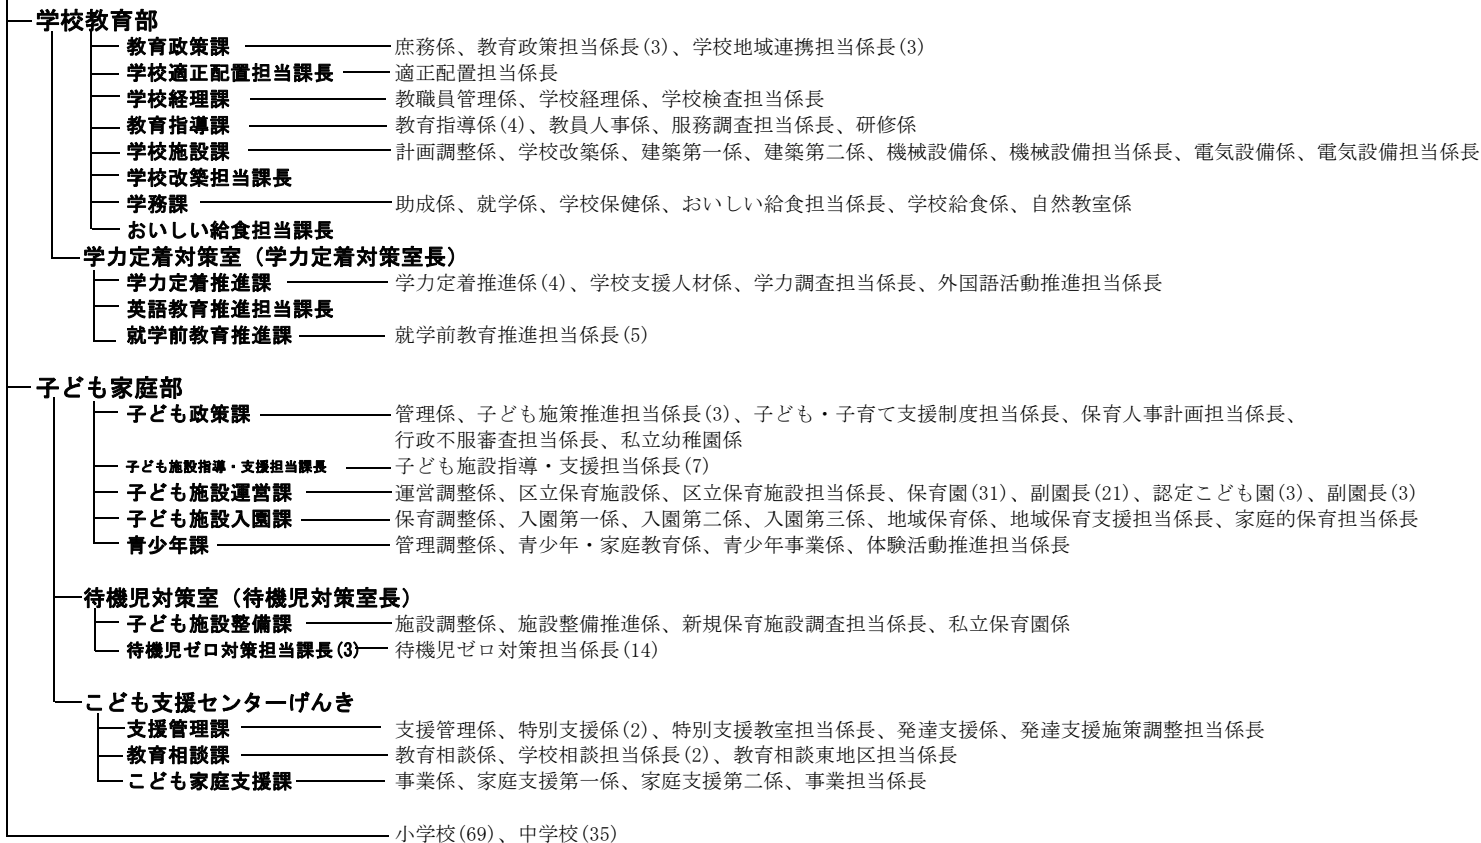 学校教育部
教育政策課 庶務係、教育政策担当係長(3)、学校地域連携担当係長(3)
学校適正配置担当課長 適正配置担当係長
学校経理課 教職員管理係、学校経理係、学校検査担当係長
教育指導課 教育指導係(4)、教員人事係、服務調査担当係長、研修係
学校施設課 計画調整係、学校改築係、建築第一係、建築第二係、機械設備係、機械設備担当係長、電気設備係、電気設備担当係長
学校改築担当課長
学務課 助成係、就学係、学校保健係、おいしい給食担当係長、学校給食係、自然教室係
おいしい給食担当課長
学力定着対策室（学力定着対策室長）
学力定着推進課 学力定着推進係(4)、学校支援人材係、学力調査担当係長、外国語活動推進担当係長
英語教育推進担当課長
就学前教育推進課 就学前教育推進担当係長(5)
子ども家庭部
子ども政策課 管理係、子ども施策推進担当係長(3)、子ども・子育て支援制度担当係長、保育人事計画担当係長、
行政不服審査担当係長、私立幼稚園係
子ども施設指導・支援担当課長 子ども施設指導・支援担当係長(7)
子ども施設運営課 運営調整係、区立保育施設係、区立保育施設担当係長、保育園(31)、副園長(21)、認定こども園(3)、副園長(3)
子ども施設入園課 保育調整係、入園第一係、入園第二係、入園第三係、地域保育係、地域保育支援担当係長、家庭的保育担当係長
青少年課 管理調整係、青少年・家庭教育係、青少年事業係、体験活動推進担当係長
待機児対策室（待機児対策室長）
子ども施設整備課 施設調整係、施設整備推進係、新規保育施設調査担当係長、私立保育園係
待機児ゼロ対策担当課長(3) 待機児ゼロ対策担当係長(14)
こども支援センターげんき
支援管理課 支援管理係、特別支援係(2)、特別支援教室担当係長、発達支援係、発達支援施策調整担当係長
教育相談課 教育相談係、学校相談担当係長(2)、教育相談東地区担当係長
こども家庭支援課 事業係、家庭支援第一係、家庭支援第二係、事業担当係長
小学校(69)、中学校(35)